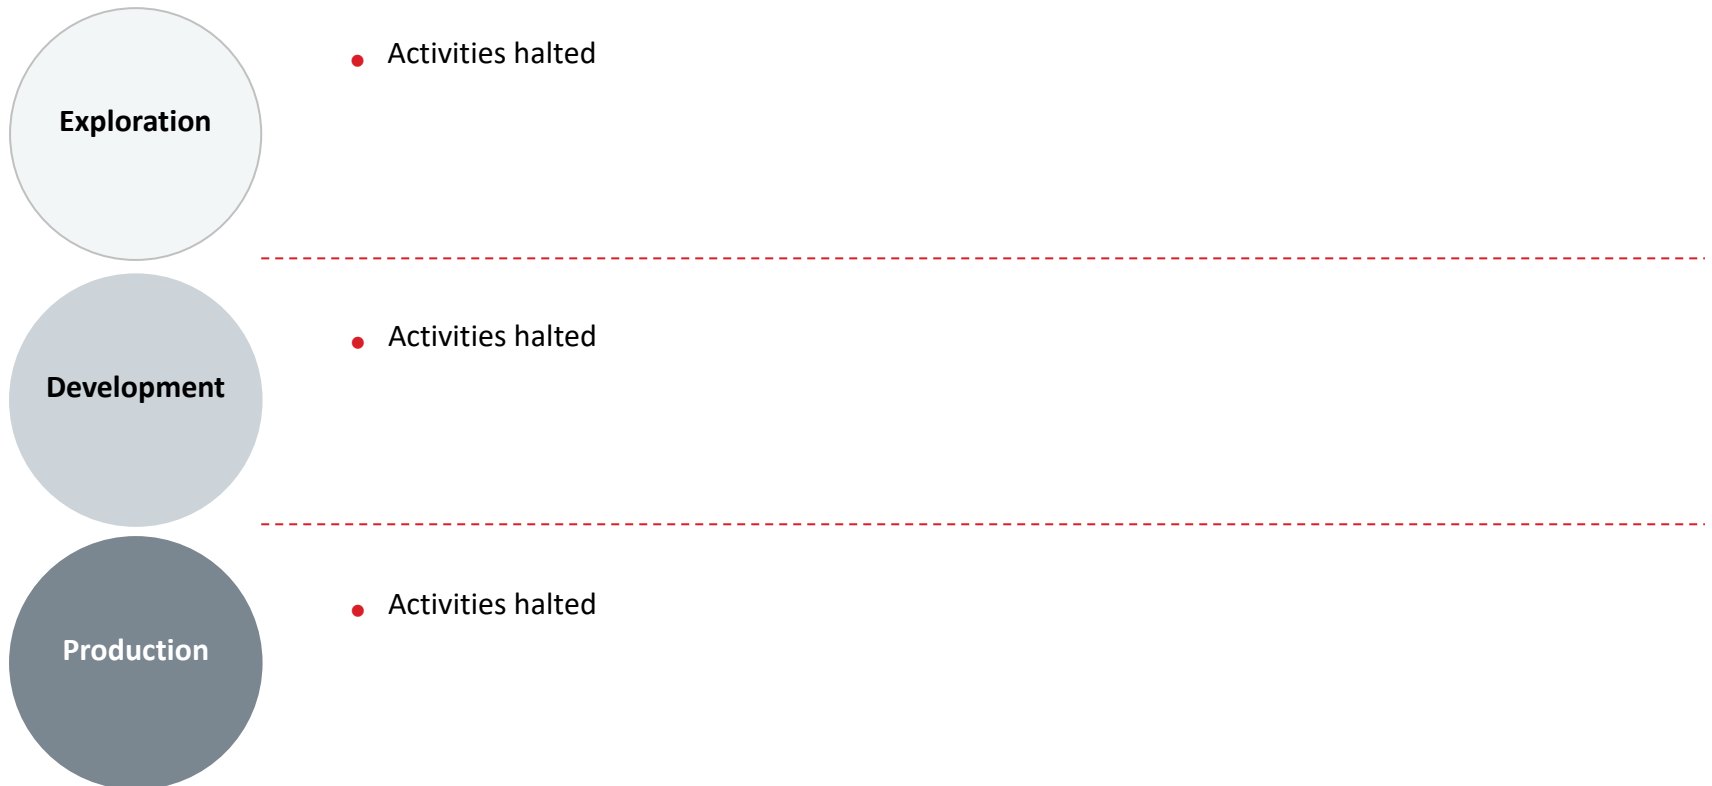 Exploration
• Activities halted
Development
• Activities halted
Production
• Activities halted